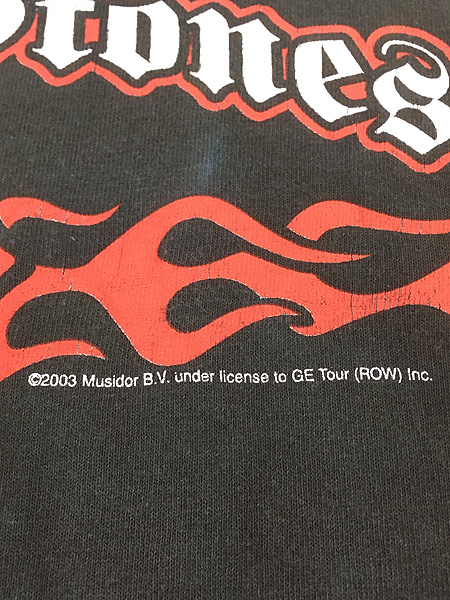 Stones
©2003 Musidor B.V. under license to GE Tour (ROW) Inc.